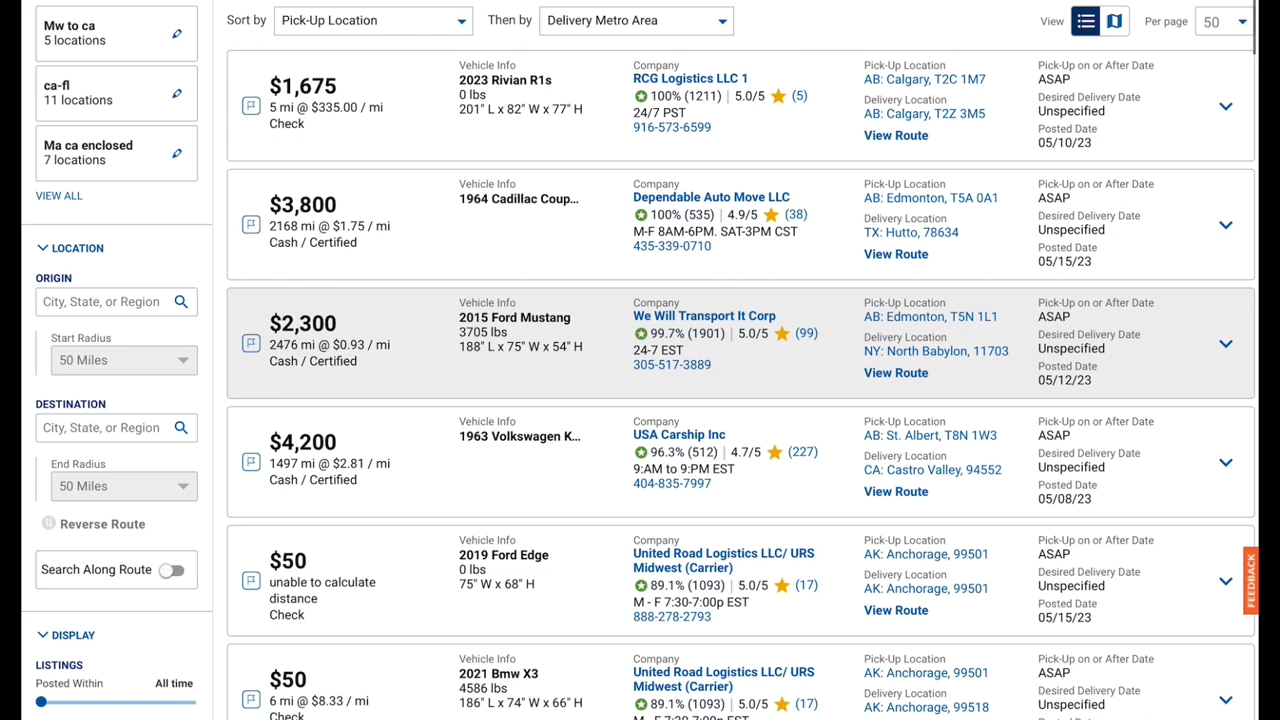 Mw to ca
5 locations
ca-fl
11 locations
Ma ca enclosed
7 locations
VIEW ALL
LOCATION
ORIGIN
City, State, or Region
Start Radius
50 Miles
DESTINATION
City, State, or Region
End Radius
50 Miles
Reverse Route
Search Along Route
DISPLAY
LISTINGS
Posted Within All time
Sort by Pick-Up Location Then by Delivery Metro Area View Per page 50
$1,675
5 mi @ $335.00 / mi
Check
Vehicle Info
2023 Rivian R1s
0 lbs
201" L x 82" W x 77" H
Company
RCG Logistics LLC 1
100% (1211) | 5.0/5 (5)
24/7 PST
916-573-6599
Pick-Up Location
AB: Calgary, T2C 1M7
Delivery Location
AB: Calgary, T2Z 3M5
View Route
Pick-Up on or After Date
ASAP
Desired Delivery Date
Unspecified
Posted Date
05/10/23
$3,800
2168 mi @ $1.75 / mi
Cash / Certified
Vehicle Info
1964 Cadillac Coup...
Company
Dependable Auto Move LLC
100% (535) | 4.9/5 (38)
M-F 8AM-6PM. SAT-3PM CST
435-339-0710
Pick-Up Location
AB: Edmonton, T5A 0A1
Delivery Location
TX: Hutto, 78634
View Route
Pick-Up on or After Date
ASAP
Desired Delivery Date
Unspecified
Posted Date
05/15/23
$2,300
2476 mi @ $0.93 / mi
Cash / Certified
Vehicle Info
2015 Ford Mustang
3705 lbs
188" L x 75" W x 54" H
Company
We Will Transport It Corp
99.7% (1901) | 5.0/5 (99)
24-7 EST
305-517-3889
Pick-Up Location
AB: Edmonton, T5N 1L1
Delivery Location
NY: North Babylon, 11703
View Route
Pick-Up on or After Date
ASAP
Desired Delivery Date
Unspecified
Posted Date
05/12/23
$4,200
1497 mi @ $2.81 / mi
Cash / Certified
Vehicle Info
1963 Volkswagen K...
Company
USA Carship Inc
96.3% (512) | 4.7/5 (227)
9:AM to 9:PM EST
404-835-7997
Pick-Up Location
AB: St. Albert, T8N 1W3
Delivery Location
CA: Castro Valley, 94552
View Route
Pick-Up on or After Date
ASAP
Desired Delivery Date
Unspecified
Posted Date
05/08/23
$50
unable to calculate
distance
Check
Vehicle Info
2019 Ford Edge
0 lbs
75" W x 68" H
Company
United Road Logistics LLC/ URS
Midwest (Carrier)
89.1% (1093) | 5.0/5 (17)
M - F 7:30-7:00p EST
888-278-2793
Pick-Up Location
AK: Anchorage, 99501
Delivery Location
AK: Anchorage, 99501
View Route
Pick-Up on or After Date
ASAP
Desired Delivery Date
Unspecified
Posted Date
05/15/23
FEEDBACK
$50
6 mi @ $8.33 / mi
Check
Vehicle Info
2021 Bmw X3
4586 lbs
186" L x 74" W x 66" H
Company
United Road Logistics LLC/ URS
Midwest (Carrier)
89.1% (1093) | 5.0/5 (17)
M - F 7:30-7:00p EST
Pick-Up Location
AK: Anchorage, 99501
Delivery Location
AK: Anchorage, 99518
Pick-Up on or After Date
ASAP
Desired Delivery Date
Unspecified